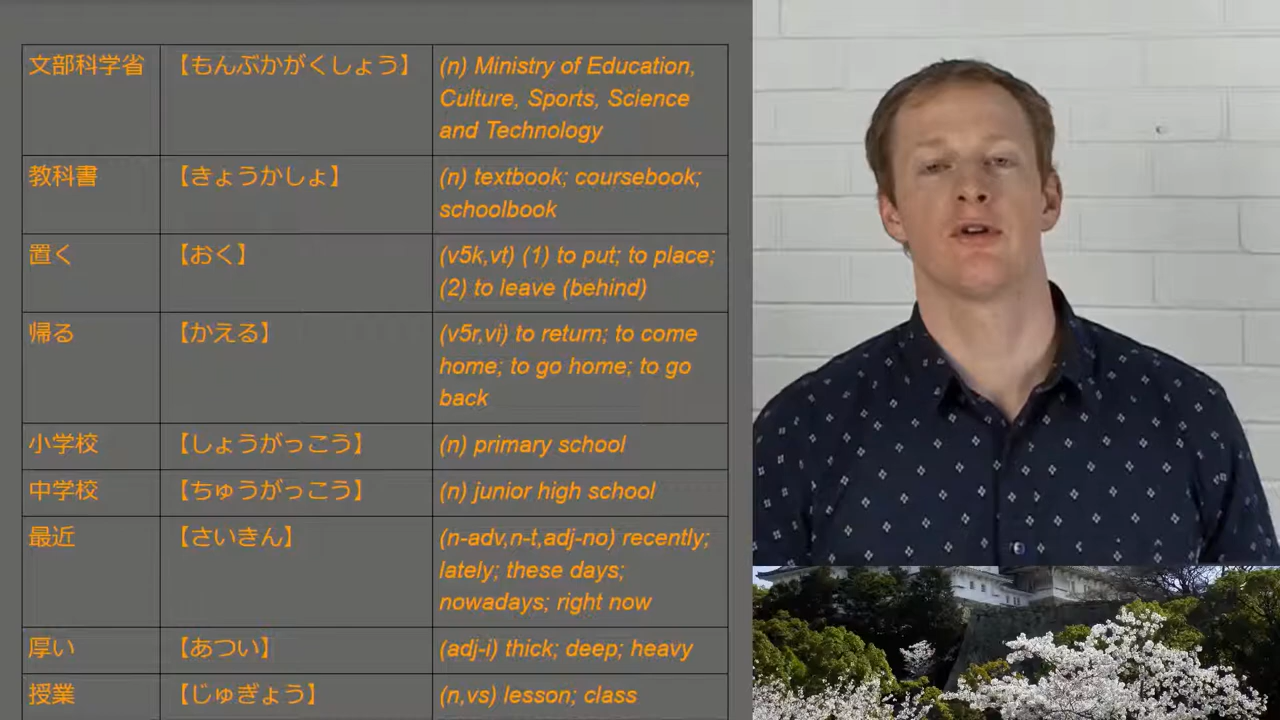 文部科学省 【もんぶかがくしょう】 (n) Ministry of Education,
Culture, Sports, Science
and Technology
教科書 【きょうかしょ】 (n) textbook; coursebook;
schoolbook
置く 【おく】 (v5k,vt) (1) to put; to place;
(2) to leave (behind)
帰る 【かえる】 (v5r,vi) to return; to come
home; to go home; to go
back
小学校 【しょうがっこう】 (n) primary school
中学校 【ちゅうがっこう】 (n) junior high school
最近 【さいきん】 (n-adv,n-t,adj-no) recently;
lately; these days;
nowadays; right now
厚い 【あつい】 (adj-i) thick; deep; heavy
授業 【じゅぎょう】 (n,vs) lesson; class